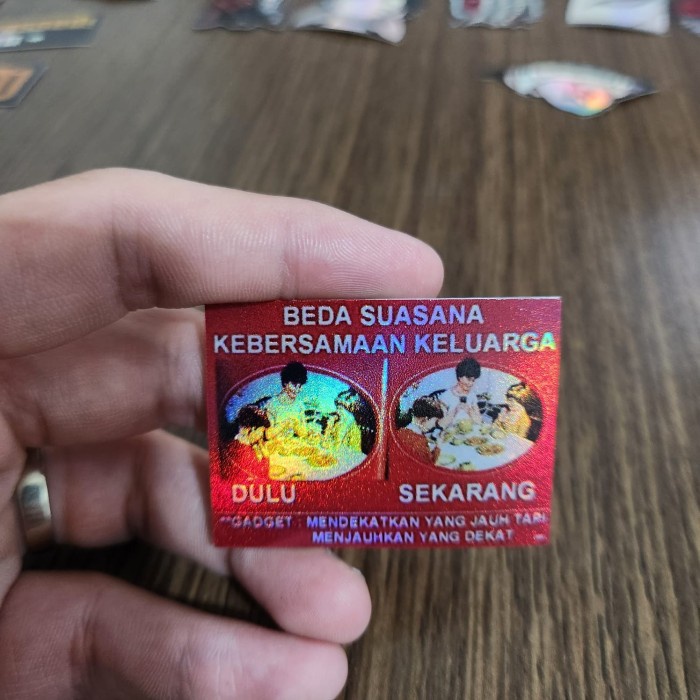 BEDA SUASANA
KEBERSAMAAN KELUARGA
DULU
SEKARANG
**GADGET : MENDEKATKAN YANG JAUH TAPI
MENJAUHKAN YANG DEKAT